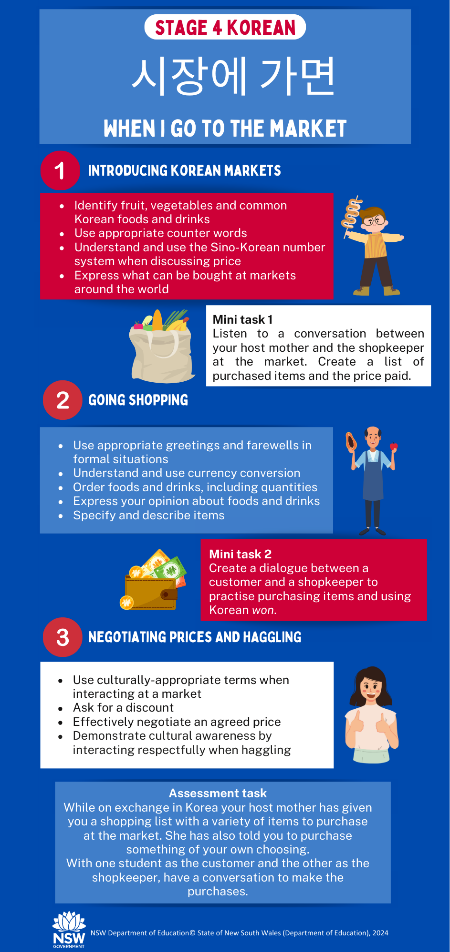 STAGE 4 KOREAN
시장에 가면
WHEN I GO TO THE MARKET
1 INTRODUCING KOREAN MARKETS
• Identify fruit, vegetables and common
Korean foods and drinks
• Use appropriate counter words
• Understand and use the Sino-Korean number
system when discussing price
• Express what can be bought at markets
around the world
Mini task 1
Listen to a conversation between
your host mother and the shopkeeper
at the market. Create a list of
purchased items and the price paid.
2 GOING SHOPPING
• Use appropriate greetings and farewells in
formal situations
• Understand and use currency conversion
• Order foods and drinks, including quantities
• Express your opinion about foods and drinks
• Specify and describe items
Mini task 2
Create a dialogue between a
customer and a shopkeeper to
practise purchasing items and using
Korean won.
3 NEGOTIATING PRICES AND HAGGLING
• Use culturally-appropriate terms when
interacting at a market
• Ask for a discount
• Effectively negotiate an agreed price
• Demonstrate cultural awareness by
interacting respectfully when haggling
Assessment task
While on exchange in Korea your host mother has given
you a shopping list with a variety of items to purchase
at the market. She has also told you to purchase
something of your own choosing.
With one student as the customer and the other as the
shopkeeper, have a conversation to make the
purchases.
NSW
GOVERNMENT
NSW Department of Education© State of New South Wales (Department of Education), 2024